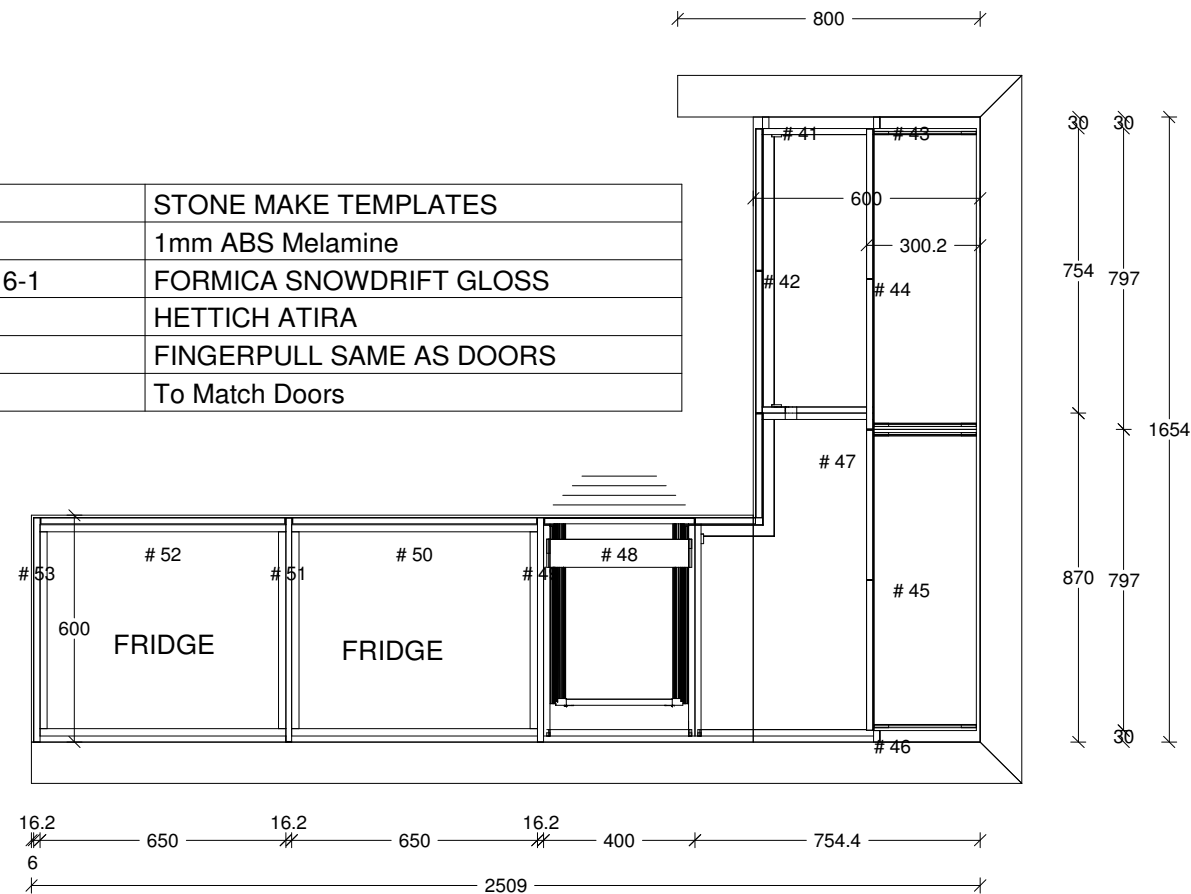 800
30 30
# 41 # 43
STONE MAKE TEMPLATES
600
1mm ABS Melamine
300.2
6-1 FORMICA SNOWDRIFT GLOSS
754 797
# 42 # 44
HETTICH ATIRA
FINGERPULL SAME AS DOORS
To Match Doors
1654
# 47
# 52 # 50 # 48
# 53 # 51
870 797
# 45
600
FRIDGE FRIDGE
30
# 46
16.2 16.2 16.2
650 650 400 754.4
6
2509